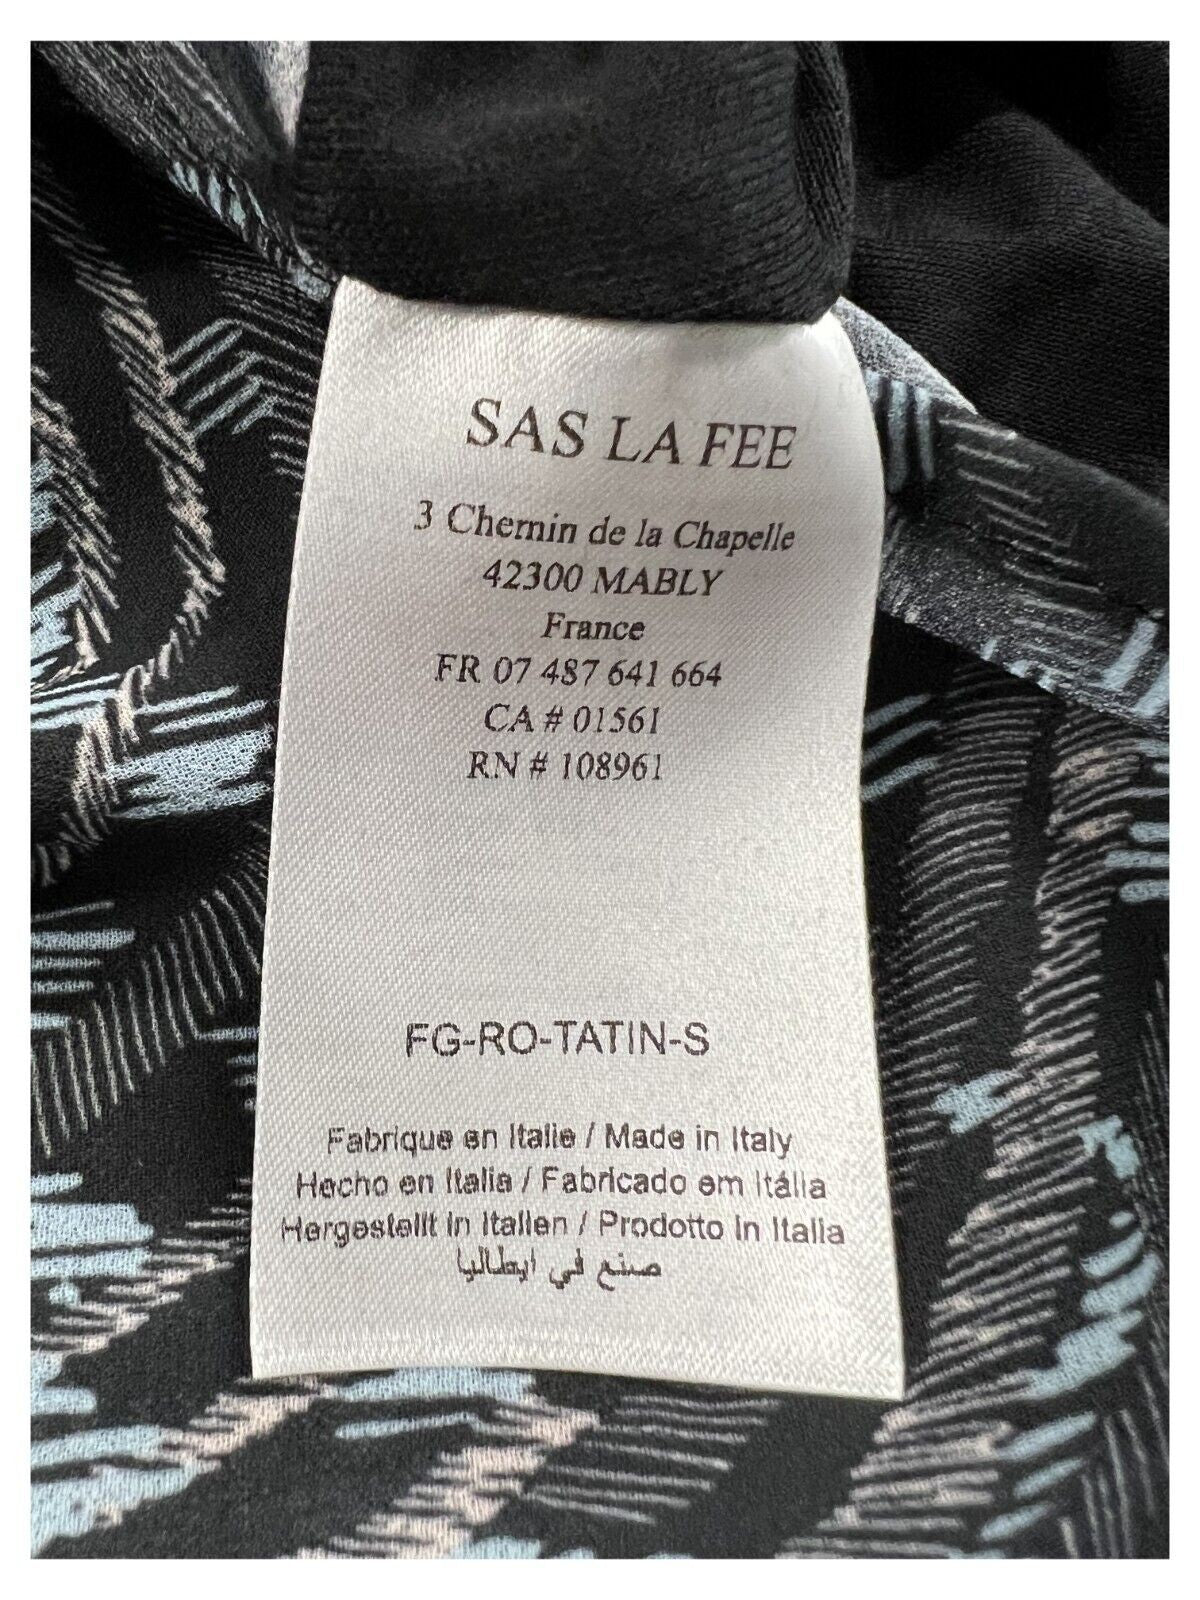 SAS LA FEE
3 Chemin de la Chapelle
42300 MABLY
France
FR 07 487 641 664
CA # 01561
RN # 108961
FG-RO-TATIN-S
Fabrique en Italie / Made in Italy
Hecho en Italia / Fabricado em Itália
Hergestellt in Italien / Prodotto in Italia
صنع في ايطاليا